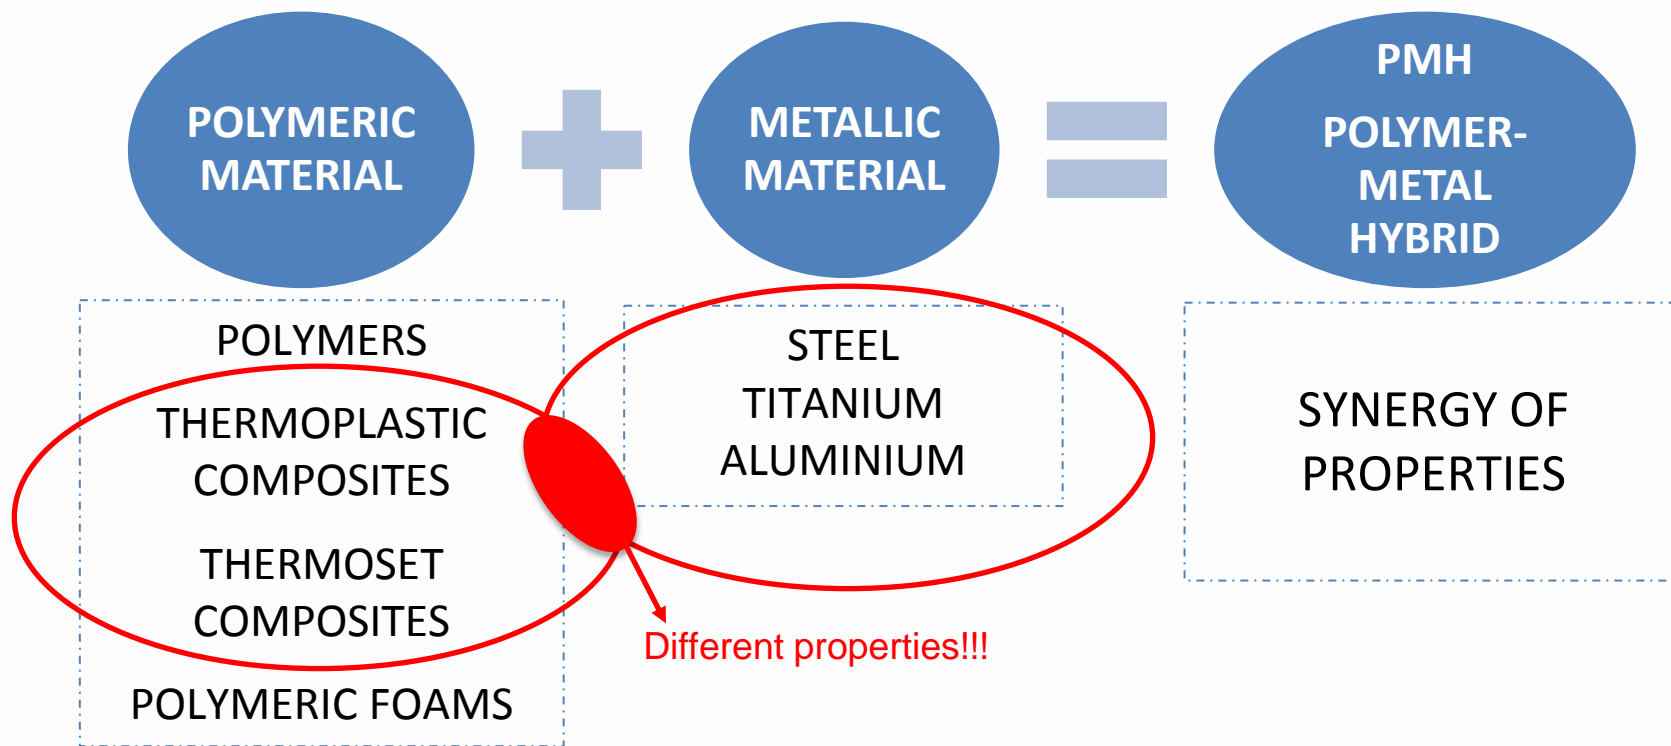 POLYMERIC
MATERIAL
METALLIC
MATERIAL
PMH
POLYMER-
METAL
HYBRID
POLYMERS
THERMOPLASTIC
COMPOSITES
THERMOSET
COMPOSITES
POLYMERIC FOAMS
STEEL
TITANIUM
ALUMINIUM
Different properties!!!
SYNERGY OF
PROPERTIES